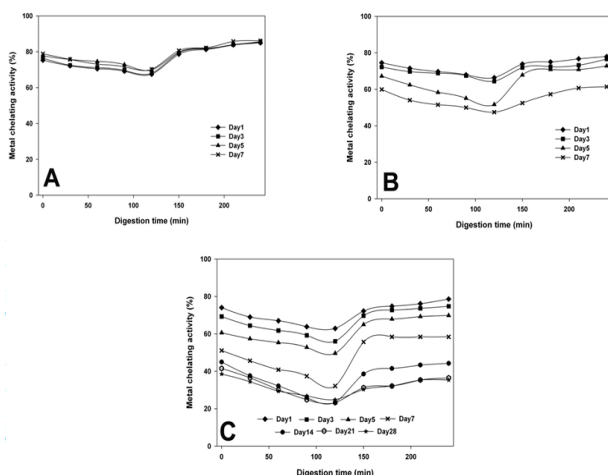 100
80
60
40
20
0
Metal chelating activity (%)
Day1
Day3
Day5
Day7
A
0 50 100 150 200
Digestion time (min)
100
80
60
40
20
0
Metal chelating activity (%)
Day1
Day3
Day5
Day7
B
0 50 100 150 200
Digestion time (min)
100
80
60
40
20
0
Metal chelating activity (%)
Day1 Day3 Day5 Day7
Day14 Day21 Day28
C
0 50 100 150 200
Digestion time (min)